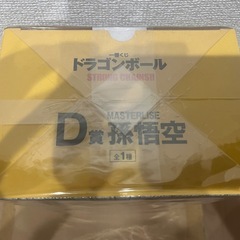 一番くじ
ドラゴンボール
STRONG CHAINS!!
MASTERLISE
D賞 孫悟空
全1種